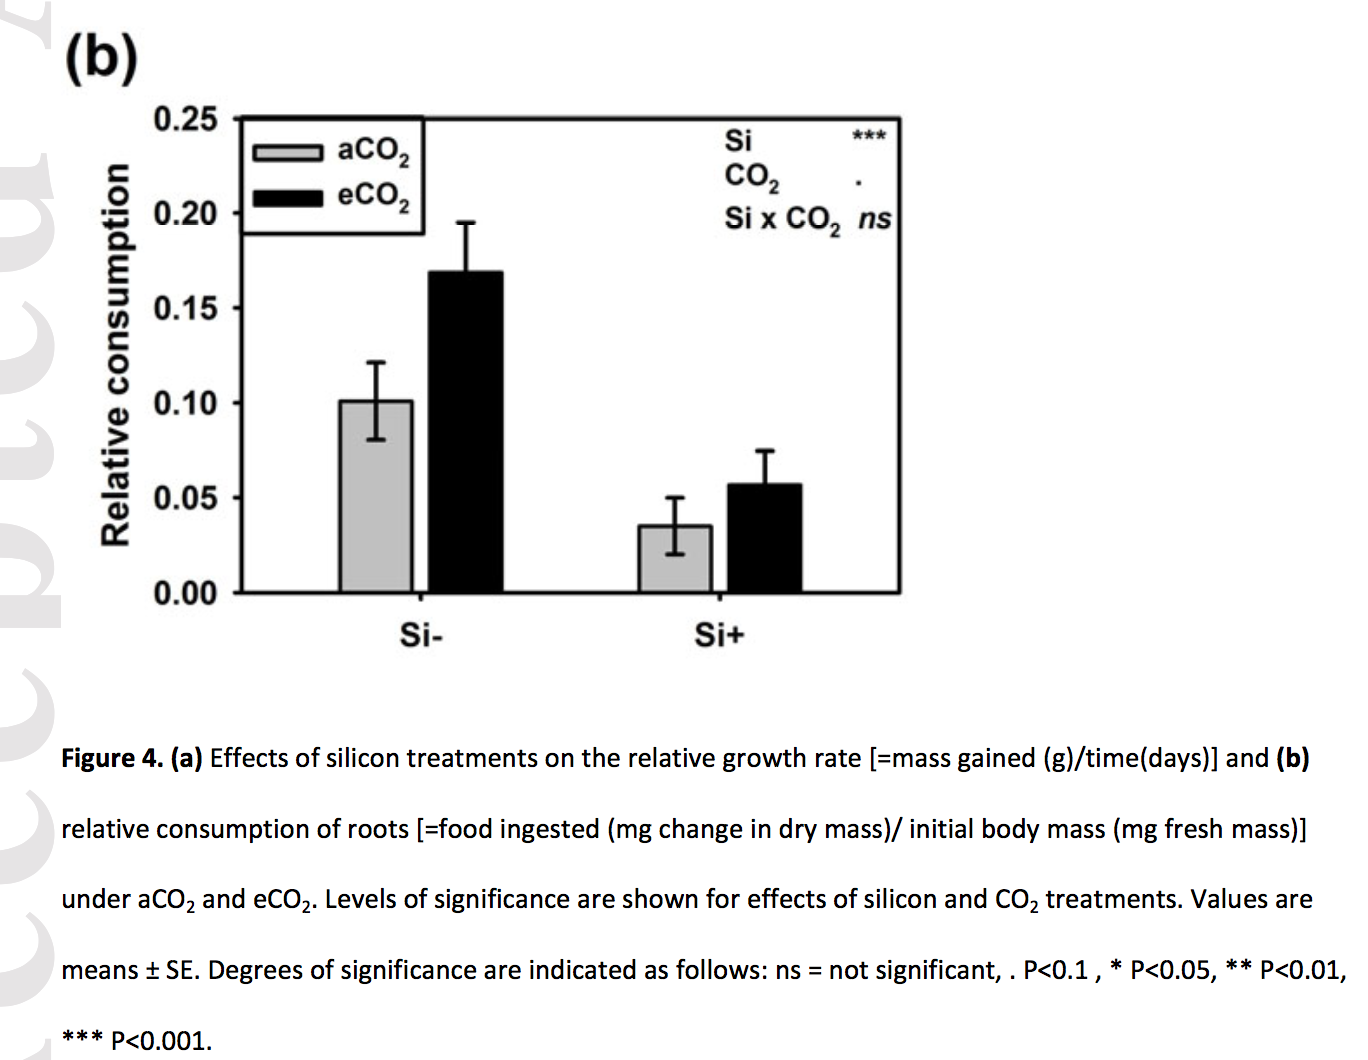 (b)
0.25
0.20
0.15
0.10
0.05
0.00
Relative consumption
aCO₂
eCO₂
Si ***
CO₂ .
Si x CO₂ ns
Si-
Si+
Figure 4. (a) Effects of silicon treatments on the relative growth rate [=mass gained (g)/time(days)] and (b)
relative consumption of roots [=food ingested (mg change in dry mass)/ initial body mass (mg fresh mass)]
under aCO₂ and eCO₂. Levels of significance are shown for effects of silicon and CO₂ treatments. Values are
means ± SE. Degrees of significance are indicated as follows: ns = not significant, . P<0.1 , * P<0.05, ** P<0.01,
*** P<0.001.